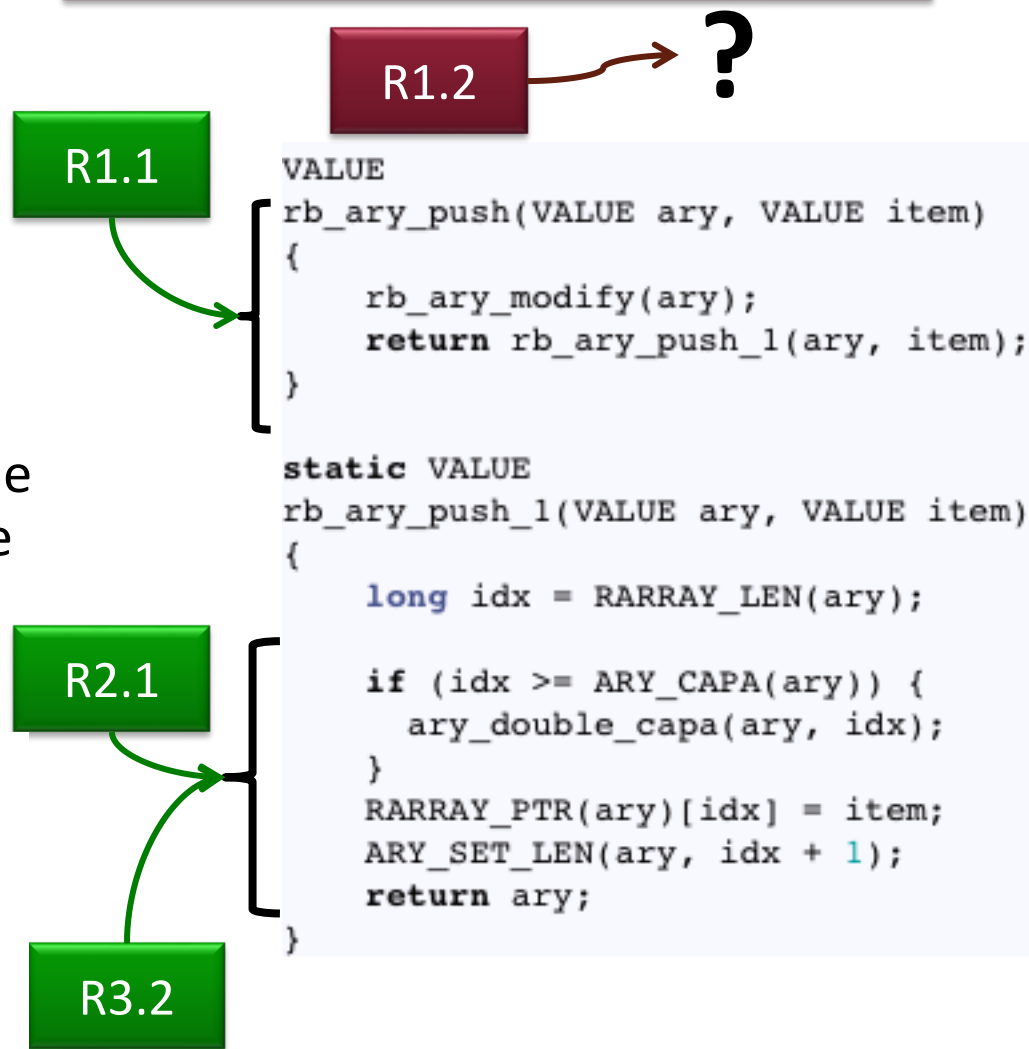 R1.2
?
R1.1
VALUE
rb_ary_push(VALUE ary, VALUE item)
{
rb_ary_modify(ary);
return rb_ary_push_1(ary, item);
}
e
e
static VALUE
rb_ary_push_1(VALUE ary, VALUE item)
{
long idx = RARRAY_LEN(ary);
R2.1
if (idx >= ARY_CAPA(ary)) {
ary_double_capa(ary, idx);
}
RARRAY_PTR(ary)[idx] = item;
ARY_SET_LEN(ary, idx + 1);
return ary;
}
R3.2